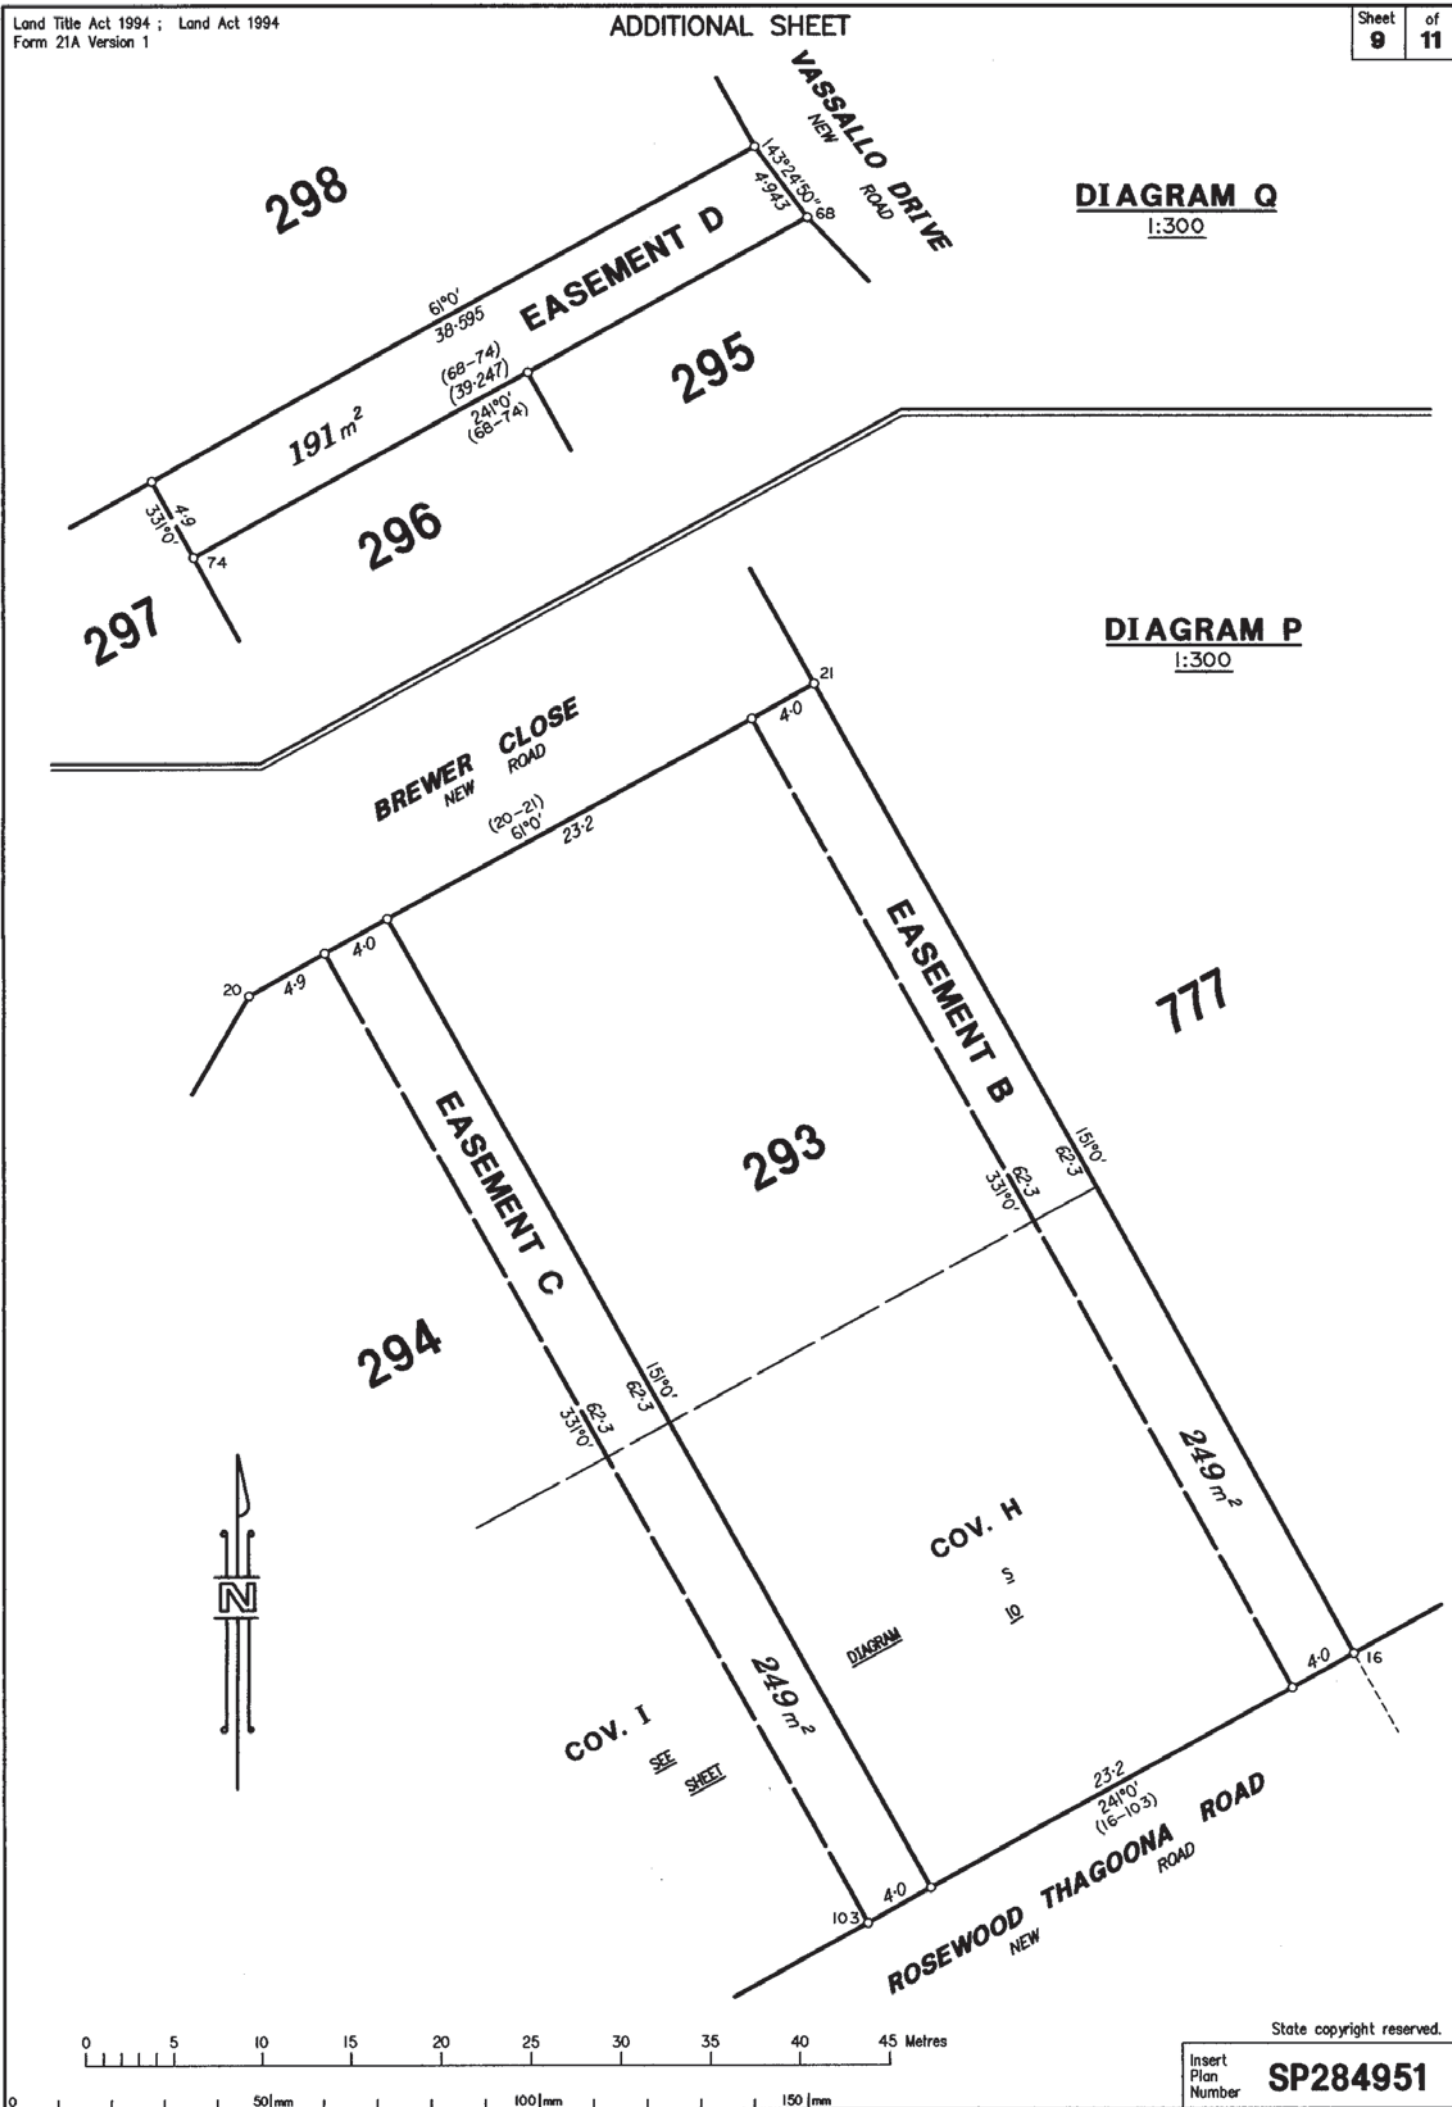 Land Title Act 1994 ; Land Act 1994
Form 21A Version 1
ADDITIONAL SHEET
Sheet
9
of
11
VASSALLO DRIVE
NEW ROAD
298
143°24'50"
4·943
68
DIAGRAM Q
1:300
EASEMENT D
61°0'
38·595
(68-74)
(39·247)
241°0'
(68-74)
295
191 m²
4·9
331°0'
74
296
297
DIAGRAM P
1:300
21
4·0
BREWER CLOSE
NEW ROAD
(20-21)
61°0'
23·2
4·0
4·9
20
EASEMENT B
777
EASEMENT C
293
151°0'
62·3
62·3
331°0'
294
151°0'
62·3
62·3
331°0'
249 m²
COV. H
S
10
DIAGRAM
N
249 m²
COV. I
SEE
SHEET
4·0
16
23·2
241°0'
(16-103)
4·0
103
ROSEWOOD THAGOONA ROAD
NEW ROAD
0 5 10 15 20 25 30 35 40 45 Metres
State copyright reserved.
0 50 mm 100 mm 150 mm
Insert
Plan
Number
SP284951